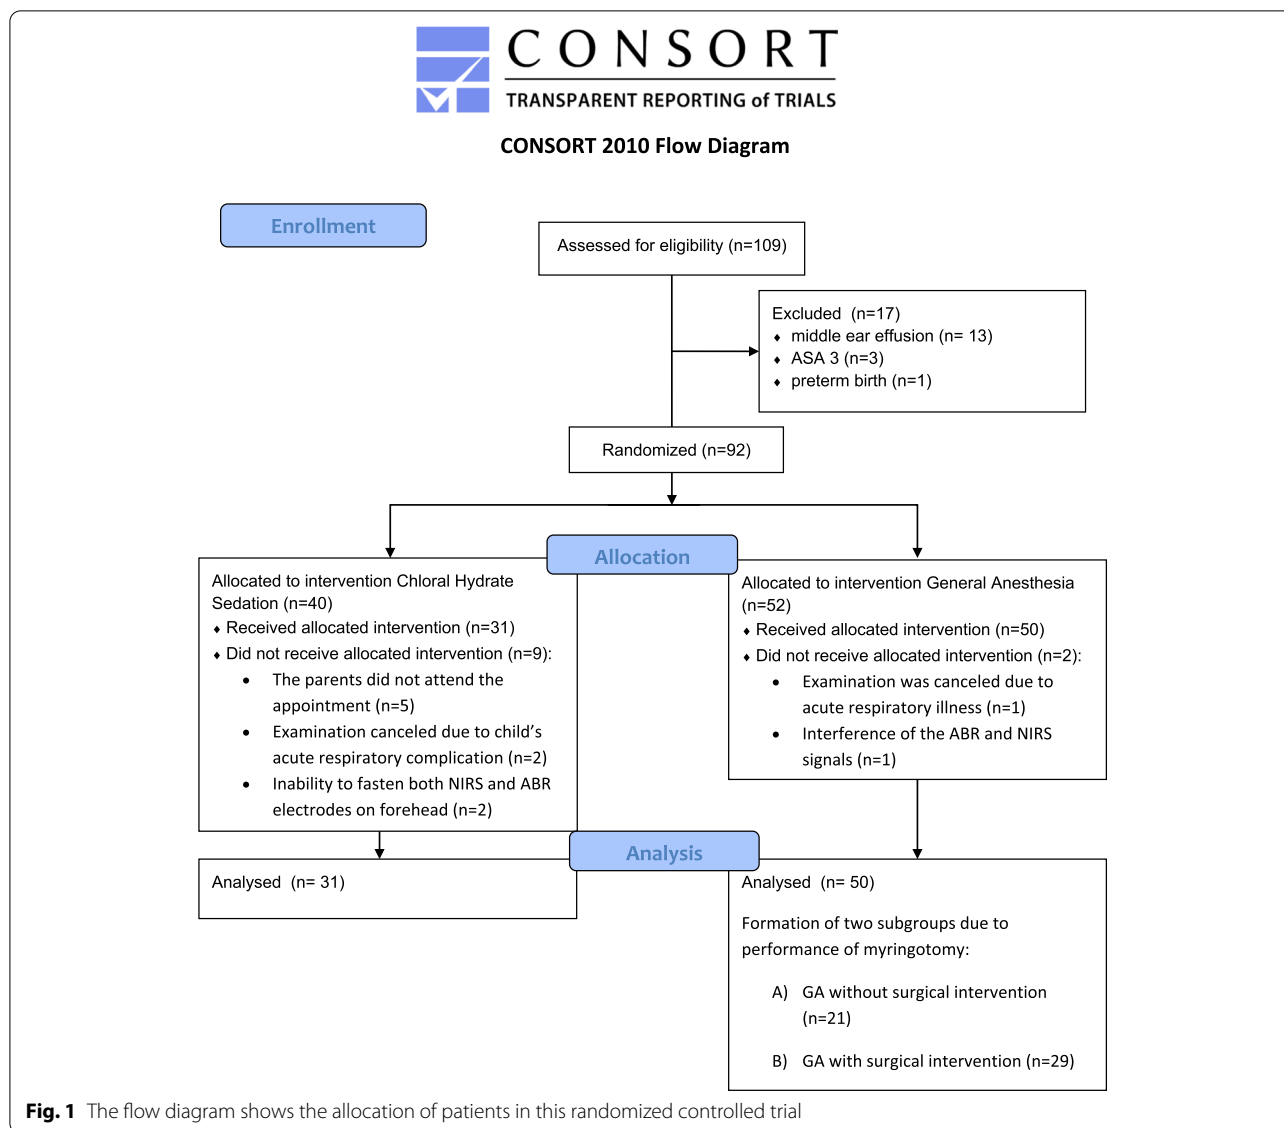 CONSORT
TRANSPARENT REPORTING of TRIALS
CONSORT 2010 Flow Diagram
Enrollment
Assessed for eligibility (n=109)
Excluded (n=17)
♦ middle ear effusion (n= 13)
♦ ASA 3 (n=3)
♦ preterm birth (n=1)
Randomized (n=92)
Allocation
Allocated to intervention Chloral Hydrate
Sedation (n=40)
♦ Received allocated intervention (n=31)
♦ Did not receive allocated intervention (n=9):
• The parents did not attend the
appointment (n=5)
• Examination canceled due to child’s
acute respiratory complication (n=2)
• Inability to fasten both NIRS and ABR
electrodes on forehead (n=2)
Allocated to intervention General Anesthesia
(n=52)
♦ Received allocated intervention (n=50)
♦ Did not receive allocated intervention (n=2):
• Examination was canceled due to
acute respiratory illness (n=1)
• Interference of the ABR and NIRS
signals (n=1)
Analysis
Analysed (n= 31)
Analysed (n= 50)
Formation of two subgroups due to
performance of myringotomy:
A) GA without surgical intervention
(n=21)
B) GA with surgical intervention (n=29)
Fig. 1 The flow diagram shows the allocation of patients in this randomized controlled trial